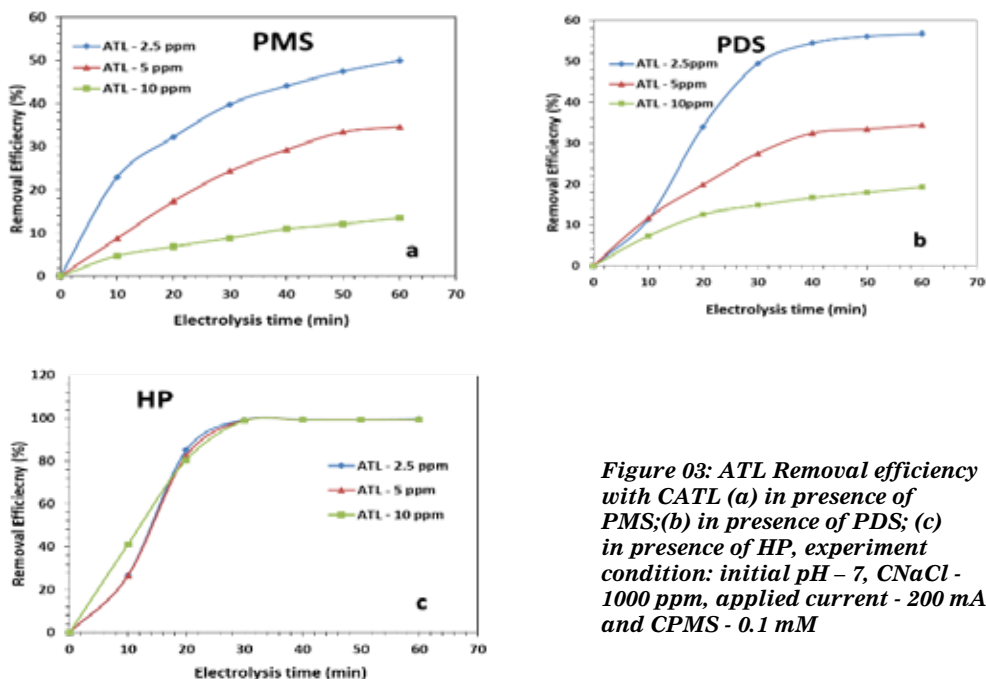 PMS
ATL - 2.5 ppm
ATL - 5 ppm
ATL - 10 ppm
Removal Efficiecny (%)
60
50
40
30
20
10
0
0 10 20 30 40 50 60 70
Electrolysis time (min)
a
PDS
ATL - 2.5ppm
ATL - 5ppm
ATL - 10ppm
Removal Efficiecny (%)
60
50
40
30
20
10
0
0 10 20 30 40 50 60 70
Electrolysis time (min)
b
HP
ATL - 2.5 ppm
ATL - 5 ppm
ATL - 10 ppm
Removal Efficiecny (%)
120
100
80
60
40
20
0
0 10 20 30 40 50 60 70
Electrolysis time (min)
c
Figure 03: ATL Removal efficiency
with CATL (a) in presence of
PMS;(b) in presence of PDS; (c)
in presence of HP, experiment
condition: initial pH – 7, CNaCl -
1000 ppm, applied current - 200 mA
and CPMS - 0.1 mM